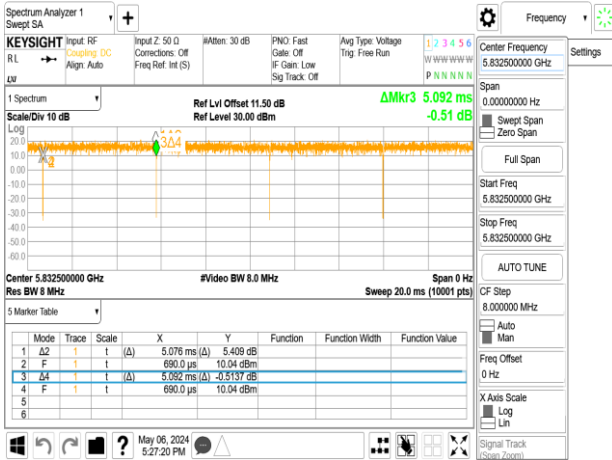 Spectrum Analyzer 1
Swept SA
+
Frequency
KEYSIGHT
RL
Input: RF
Coupling: DC
Align: Auto
Input Z: 50 Ω
Corrections: Off
Freq Ref: Int (S)
#Atten: 30 dB
PNO: Fast
Gate: Off
IF Gain: Low
Sig Track: Off
Avg Type: Voltage
Trig: Free Run
1 2 3 4 5 6
W W W W W W
P N N N N N
1 Spectrum
Scale/Div 10 dB
Ref Lvl Offset 11.50 dB
Ref Level 30.00 dBm
ΔMkr3 5.092 ms
-0.51 dB
Log
20.0
10.0
0.00
-10.0
-20.0
-30.0
-40.0
-50.0
-60.0
3Δ4
Center 5.832500000 GHz
Res BW 8 MHz
#Video BW 8.0 MHz
Span 0 Hz
Sweep 20.0 ms (10001 pts)
5 Marker Table
Mode Trace Scale X Y Function Function Width Function Value
1 Δ2 1 t (Δ) 5.076 ms (Δ) 5.409 dB
2 F 1 t 690.0 µs 10.04 dBm
3 Δ4 1 t (Δ) 5.092 ms (Δ) -0.5137 dB
4 F 1 t 690.0 µs 10.04 dBm
5
6
?
May 06, 2024
5:27:20 PM
Center Frequency
5.832500000 GHz
Settings
Span
0.00000000 Hz
Swept Span
Zero Span
Full Span
Start Freq
5.832500000 GHz
Stop Freq
5.832500000 GHz
AUTO TUNE
CF Step
8.000000 MHz
Auto
Man
Freq Offset
0 Hz
X Axis Scale
Log
Lin
Signal Track
(Span Zoom)